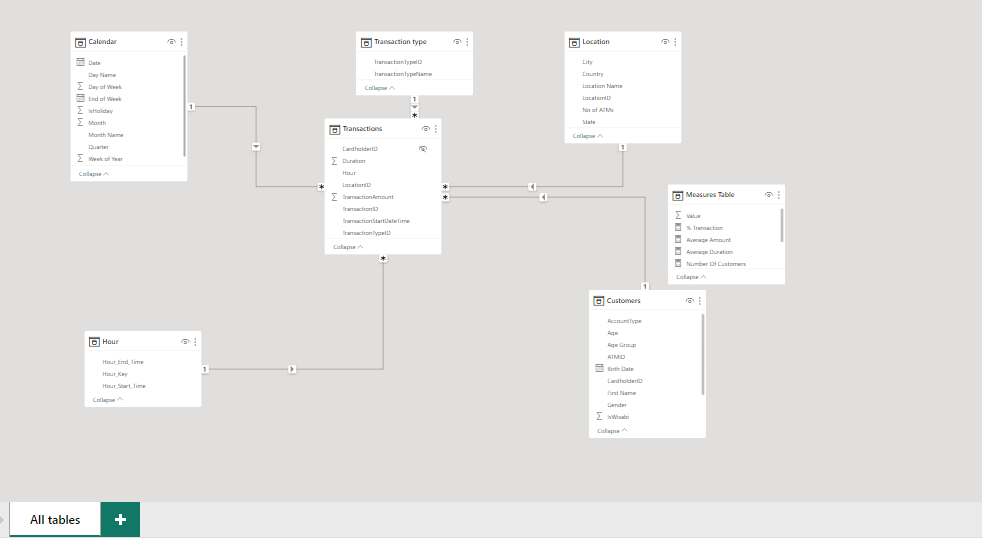 Calendar
Date
Day Name
Day of Week
End of Week
isHoliday
Month
Month Name
Quarter
Week of Year
Collapse
Transaction type
TransactionTypeID
TransactionTypeName
Collapse
Location
City
Country
Location Name
LocationID
No of ATMs
State
Collapse
1
1
*
Transactions
CardholderID
Duration
Hour
LocationID
TransactionAmount
TransactionID
TransactionStartDateTime
TransactionTypeID
Collapse
*
*
*
*
1
Measures Table
Value
% Transaction
Average Amount
Average Duration
Number Of Customers
Collapse
1
Customers
AccountType
Age
Age Group
ATMID
Birth Date
CardholderID
First Name
Gender
IsWisabi
Collapse
Hour
Hour_End_Time
Hour_Key
Hour_Start_Time
Collapse
1
All tables
+